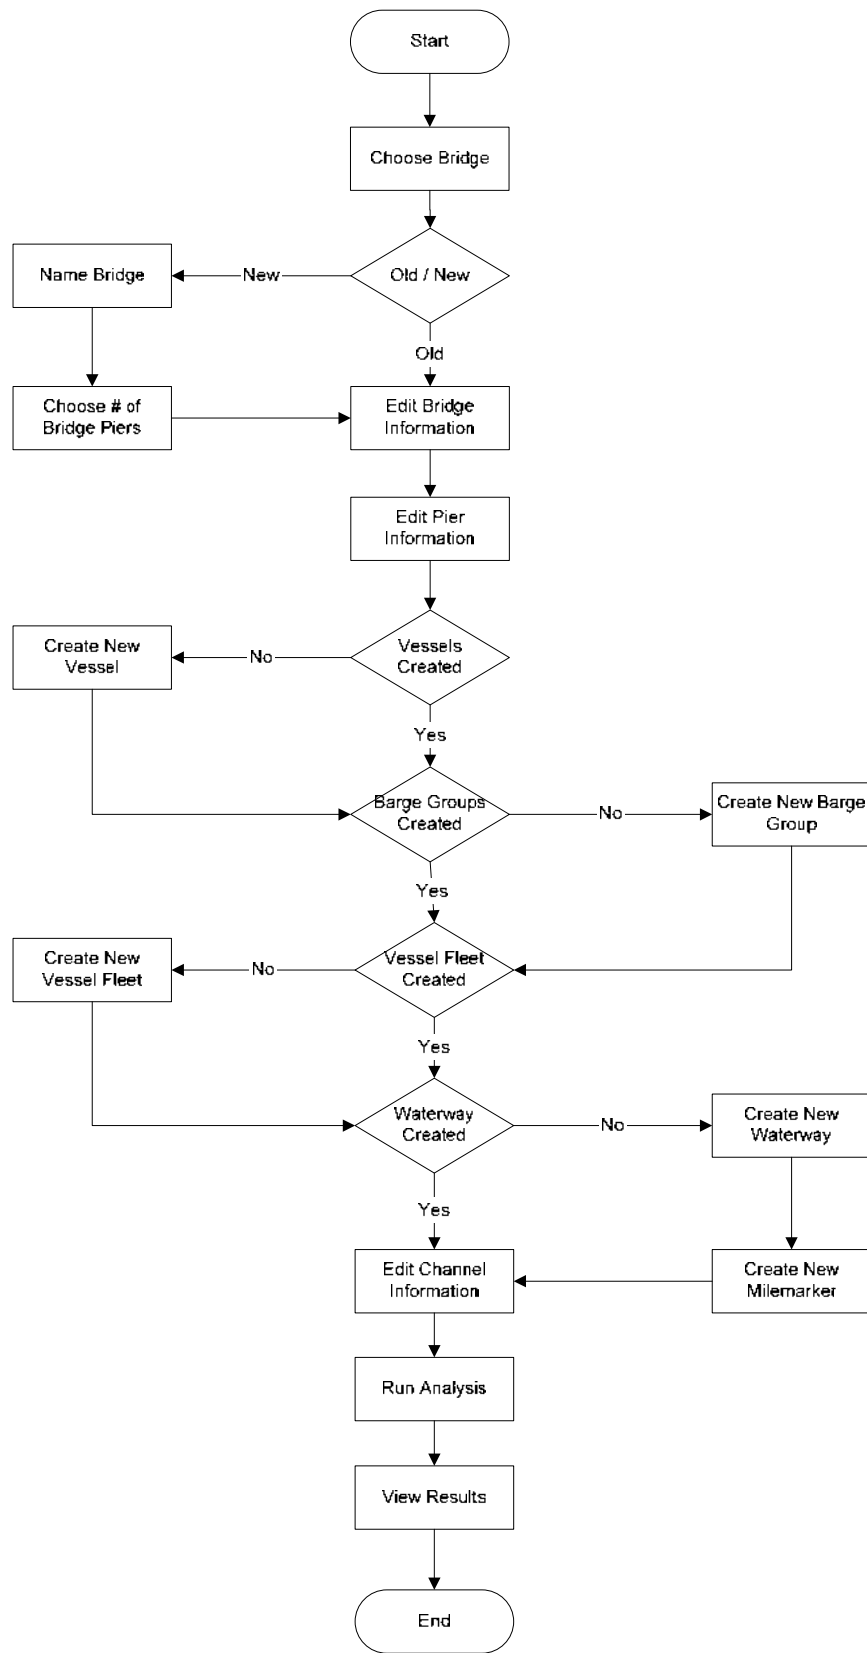 Start
Choose Bridge
Name Bridge
New
Old / New
Old
Choose # of
Bridge Piers
Edit Bridge
Information
Edit Pier
Information
Create New
Vessel
No
Vessels
Created
Yes
Barge Groups
Created
No
Create New Barge
Group
Yes
Create New
Vessel Fleet
No
Vessel Fleet
Created
Yes
Waterway
Created
No
Create New
Waterway
Yes
Edit Channel
Information
Create New
Milemarker
Run Analysis
View Results
End